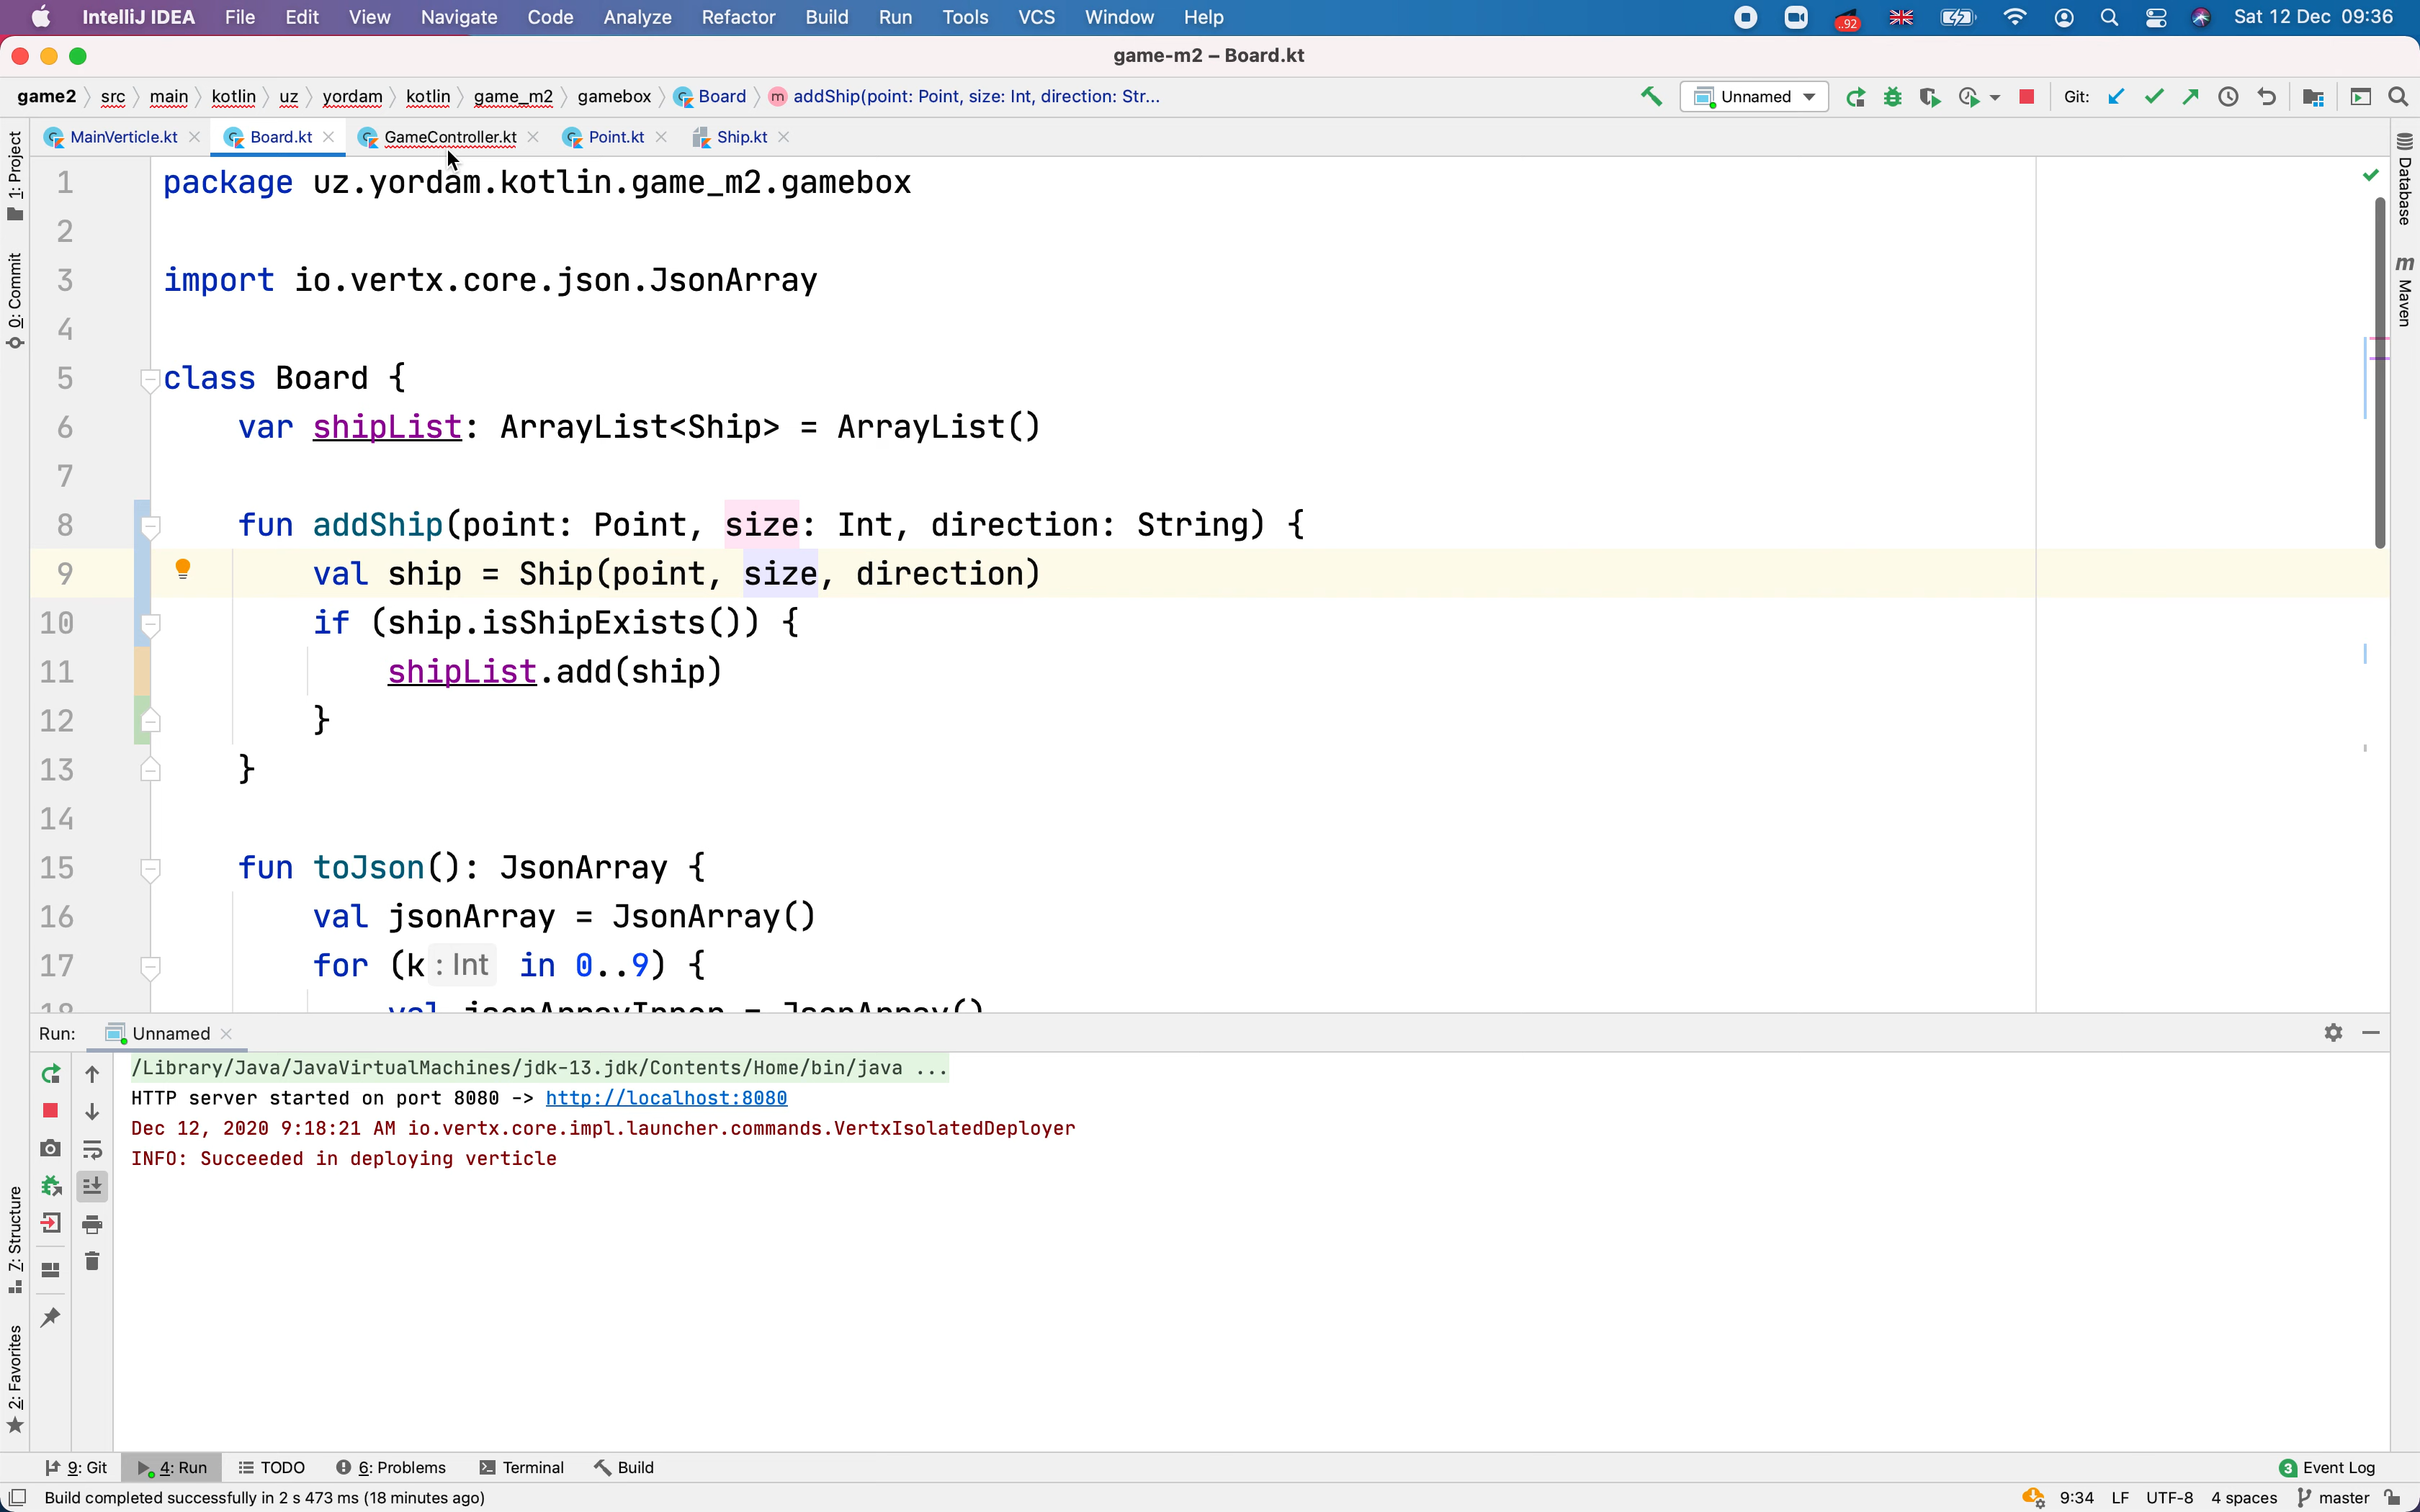 IntelliJ IDEA File Edit View Navigate Code Analyze Refactor Build Run Tools VCS Window Help ..92 Sat 12 Dec 09:36
game-m2 – Board.kt
game2 src main kotlin uz yordam kotlin game_m2 gamebox Board m addShip(point: Point, size: Int, direction: Str... Unnamed Git:
MainVerticle.kt Board.kt GameController.kt Point.kt Ship.kt
1: Project
0: Commit
7: Structure
2: Favorites
Database
m Maven
1 package uz.yordam.kotlin.game_m2.gamebox
2
3 import io.vertx.core.json.JsonArray
4
5 class Board {
6 var shipList: ArrayList<Ship> = ArrayList()
7
8 fun addShip(point: Point, size: Int, direction: String) {
9 val ship = Ship(point, size, direction)
10 if (ship.isShipExists()) {
11 shipList.add(ship)
12 }
13 }
14
15 fun toJson(): JsonArray {
16 val jsonArray = JsonArray()
17 for (k : Int in 0..9) {
18 val jsonArrayInner = JsonArray()
Run: Unnamed
/Library/Java/JavaVirtualMachines/jdk-13.jdk/Contents/Home/bin/java ...
HTTP server started on port 8080 -> http://localhost:8080
Dec 12, 2020 9:18:21 AM io.vertx.core.impl.launcher.commands.VertxIsolatedDeployer
INFO: Succeeded in deploying verticle
9: Git 4: Run TODO 6: Problems Terminal Build 3 Event Log
Build completed successfully in 2 s 473 ms (18 minutes ago) 9:34 LF UTF-8 4 spaces master